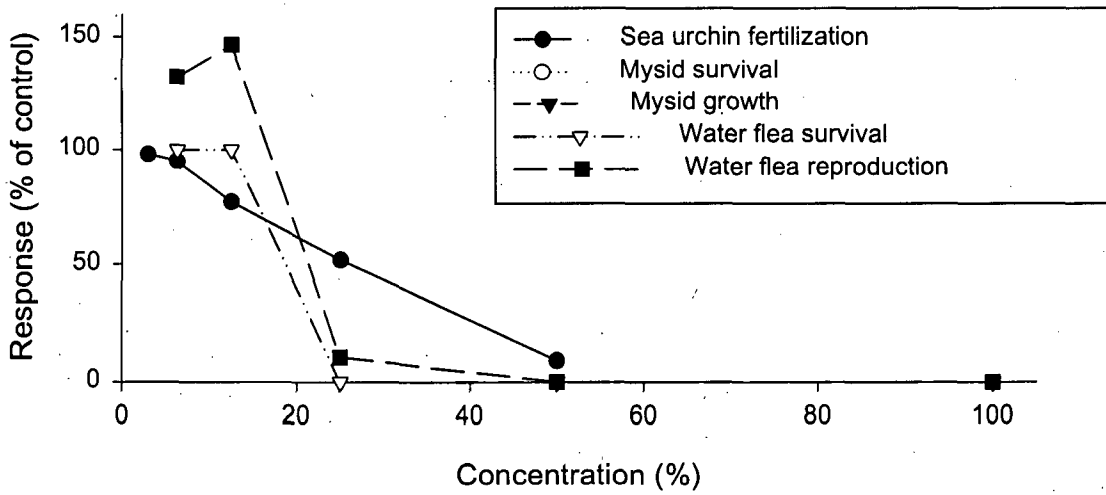 Sea urchin fertilization
Mysid survival
Mysid growth
Water flea survival
Water flea reproduction
Response (% of control)
150
100
50
0
0 20 40 60 80 100
Concentration (%)